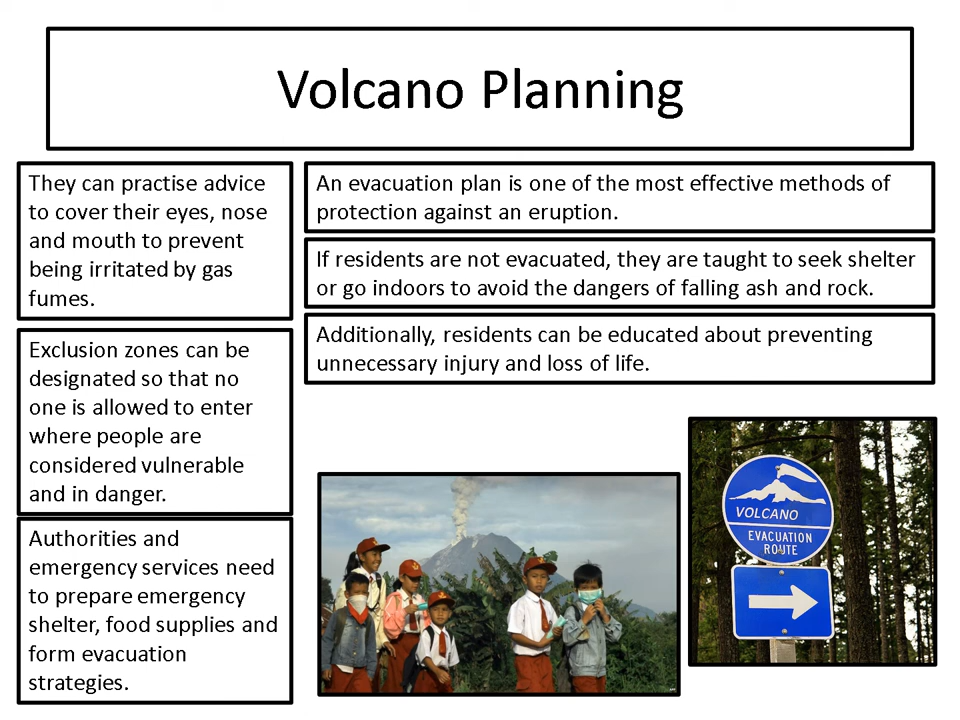 Volcano Planning
They can practise advice
to cover their eyes, nose
and mouth to prevent
being irritated by gas
fumes.
Exclusion zones can be
designated so that no
one is allowed to enter
where people are
considered vulnerable
and in danger.
Authorities and
emergency services need
to prepare emergency
shelter, food supplies and
form evacuation
strategies.
An evacuation plan is one of the most effective methods of
protection against an eruption.
If residents are not evacuated, they are taught to seek shelter
or go indoors to avoid the dangers of falling ash and rock.
Additionally, residents can be educated about preventing
unnecessary injury and loss of life.
VOLCANO
EVACUATION
ROUTE